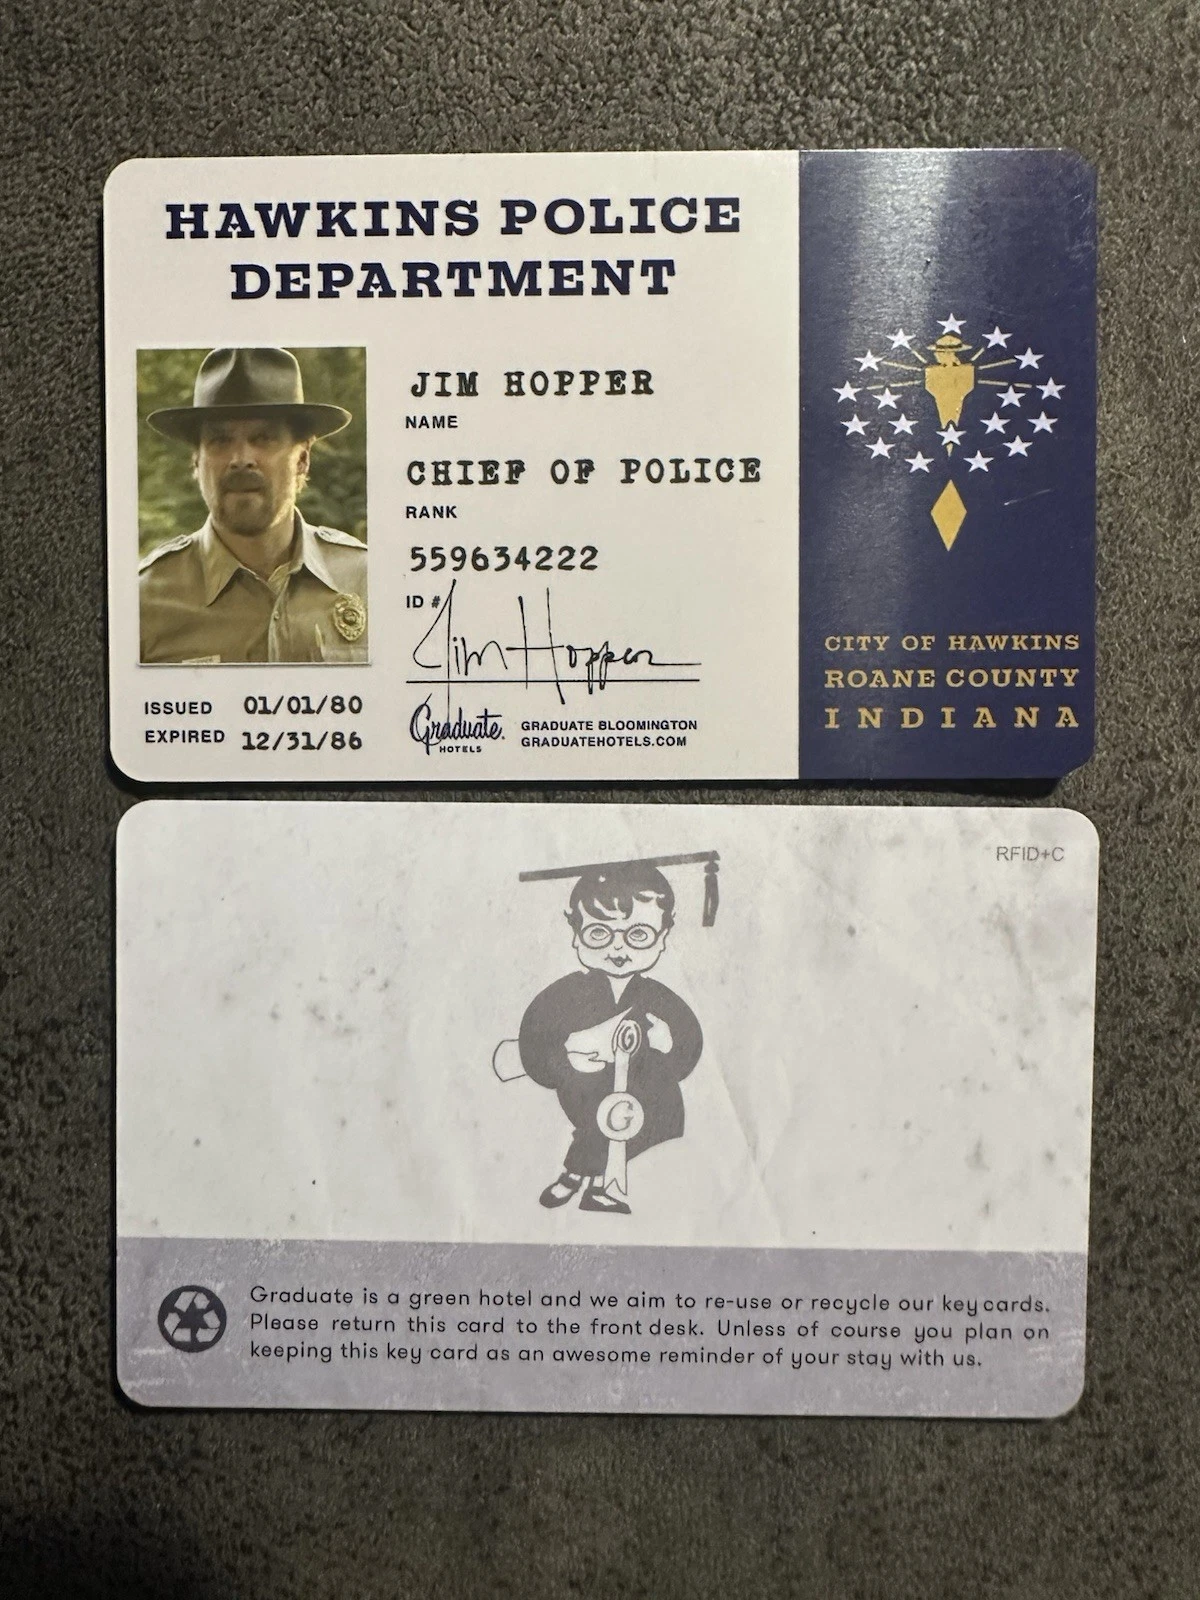 HAWKINS POLICE
DEPARTMENT
JIM HOPPER
NAME
CHIEF OF POLICE
RANK
559634222
ID #
Jim Hopper
ISSUED 01/01/80
EXPIRED 12/31/86
Graduate.
HOTELS
GRADUATE BLOOMINGTON
GRADUATEHOTELS.COM
CITY OF HAWKINS
ROANE COUNTY
INDIANA
RFID+C
G
G
Graduate is a green hotel and we aim to re-use or recycle our key cards.
Please return this card to the front desk. Unless of course you plan on
keeping this key card as an awesome reminder of your stay with us.